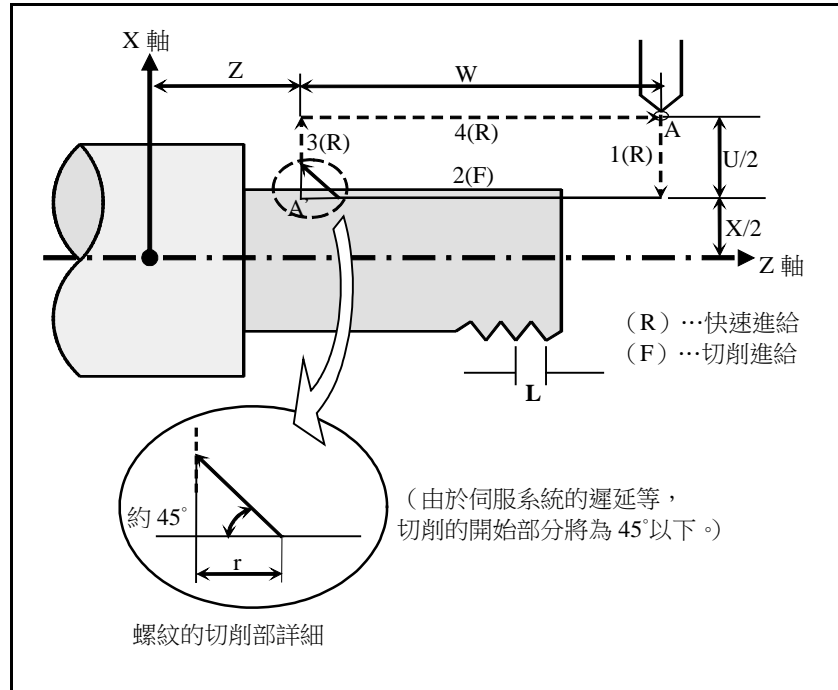 X 軸
Z
W
A
3(R)
4(R)
1(R)
U/2
2(F)
A'
X/2
Z 軸
（R）…快速進給
（F）…切削進給
L
約 45°
r
（由於伺服系統的遲延等，
切削的開始部分將為 45°以下。）
螺紋的切削部詳細